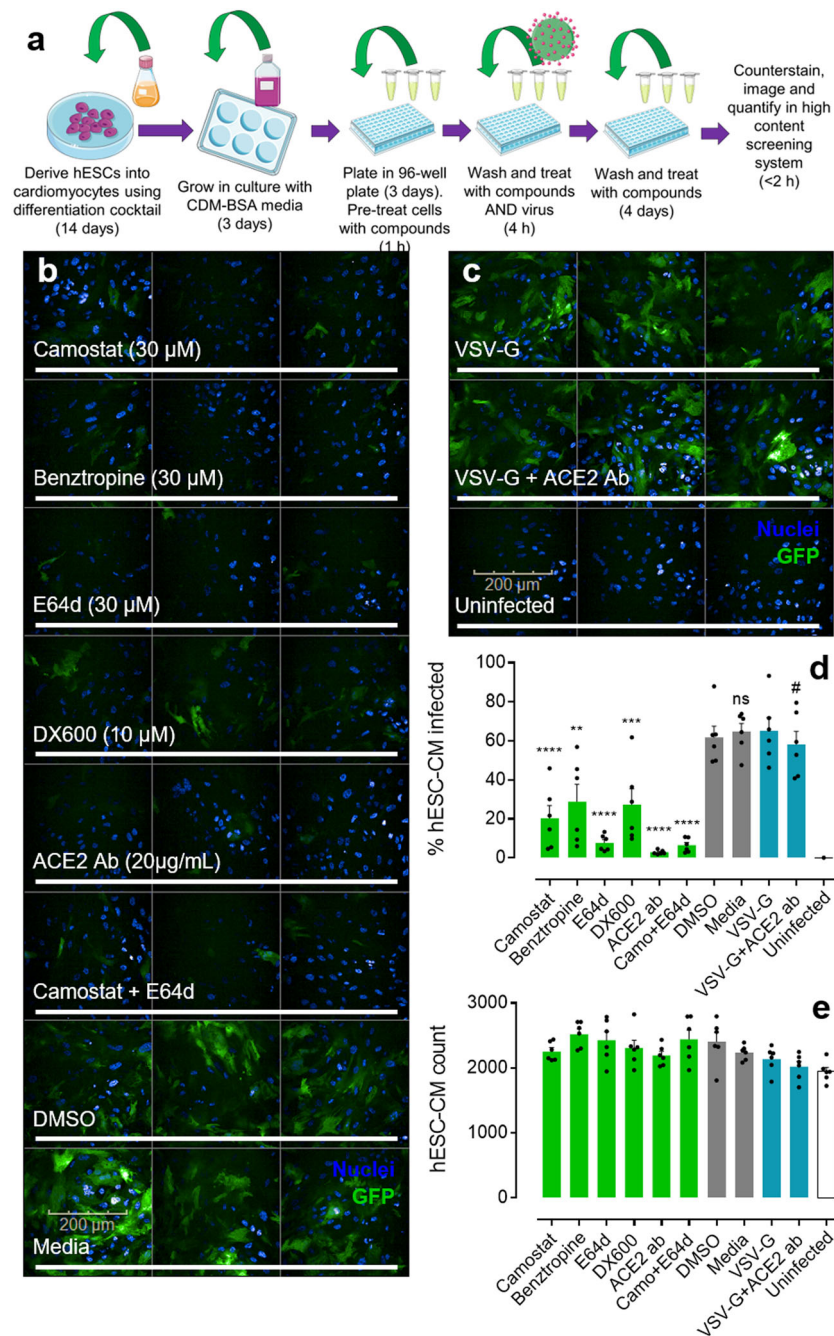 a
Derive hESCs into
cardiomyocytes using
differentiation cocktail
(14 days)
Grow in culture with
CDM-BSA media
(3 days)
Plate in 96-well
plate (3 days).
Pre-treat cells
with compounds
(1 h)
Wash and treat
with compounds
AND virus
(4 h)
Wash and treat
with compounds
(4 days)
Counterstain,
image and
quantify in high
content
screening
system
(<2 h)
b
Camostat (30 µM)
Benztropine (30 µM)
E64d (30 µM)
DX600 (10 µM)
ACE2 Ab (20µg/mL)
Camostat + E64d
DMSO
Nuclei
GFP
200 µm
Media
c
VSV-G
VSV-G + ACE2 Ab
Nuclei
GFP
200 µm
Uninfected
d
% hESC-CM infected
100
80
60
40
20
0
****
**
****
***
****
****
ns
#
Camostat
Benztropine
E64d
DX600
ACE2 ab
Camo+E64d
DMSO
Media
VSV-G
VSV-G+ACE2 ab
Uninfected
e
hESC-CM count
3000
2000
1000
0
Camostat
Benztropine
E64d
DX600
ACE2 ab
Camo+E64d
DMSO
Media
VSV-G
VSV-G+ACE2 ab
Uninfected